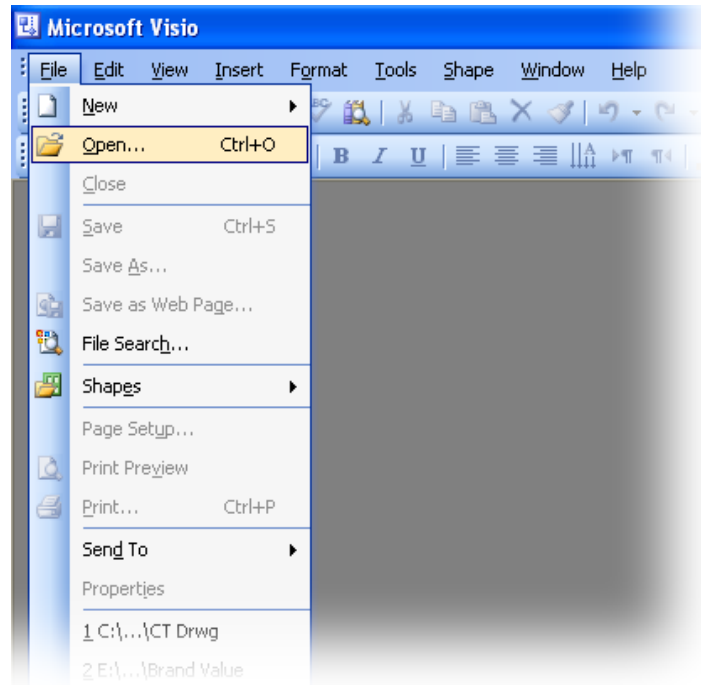 Microsoft Visio
File Edit View Insert Format Tools Shape Window Help
New
Open... Ctrl+O
B I U
Close
Save Ctrl+S
Save As...
Save as Web Page...
File Search...
Shapes
Page Setup...
Print Preview
Print... Ctrl+P
Send To
Properties
1 C:\...\CT Drwg
2 E:\...\Brand Value